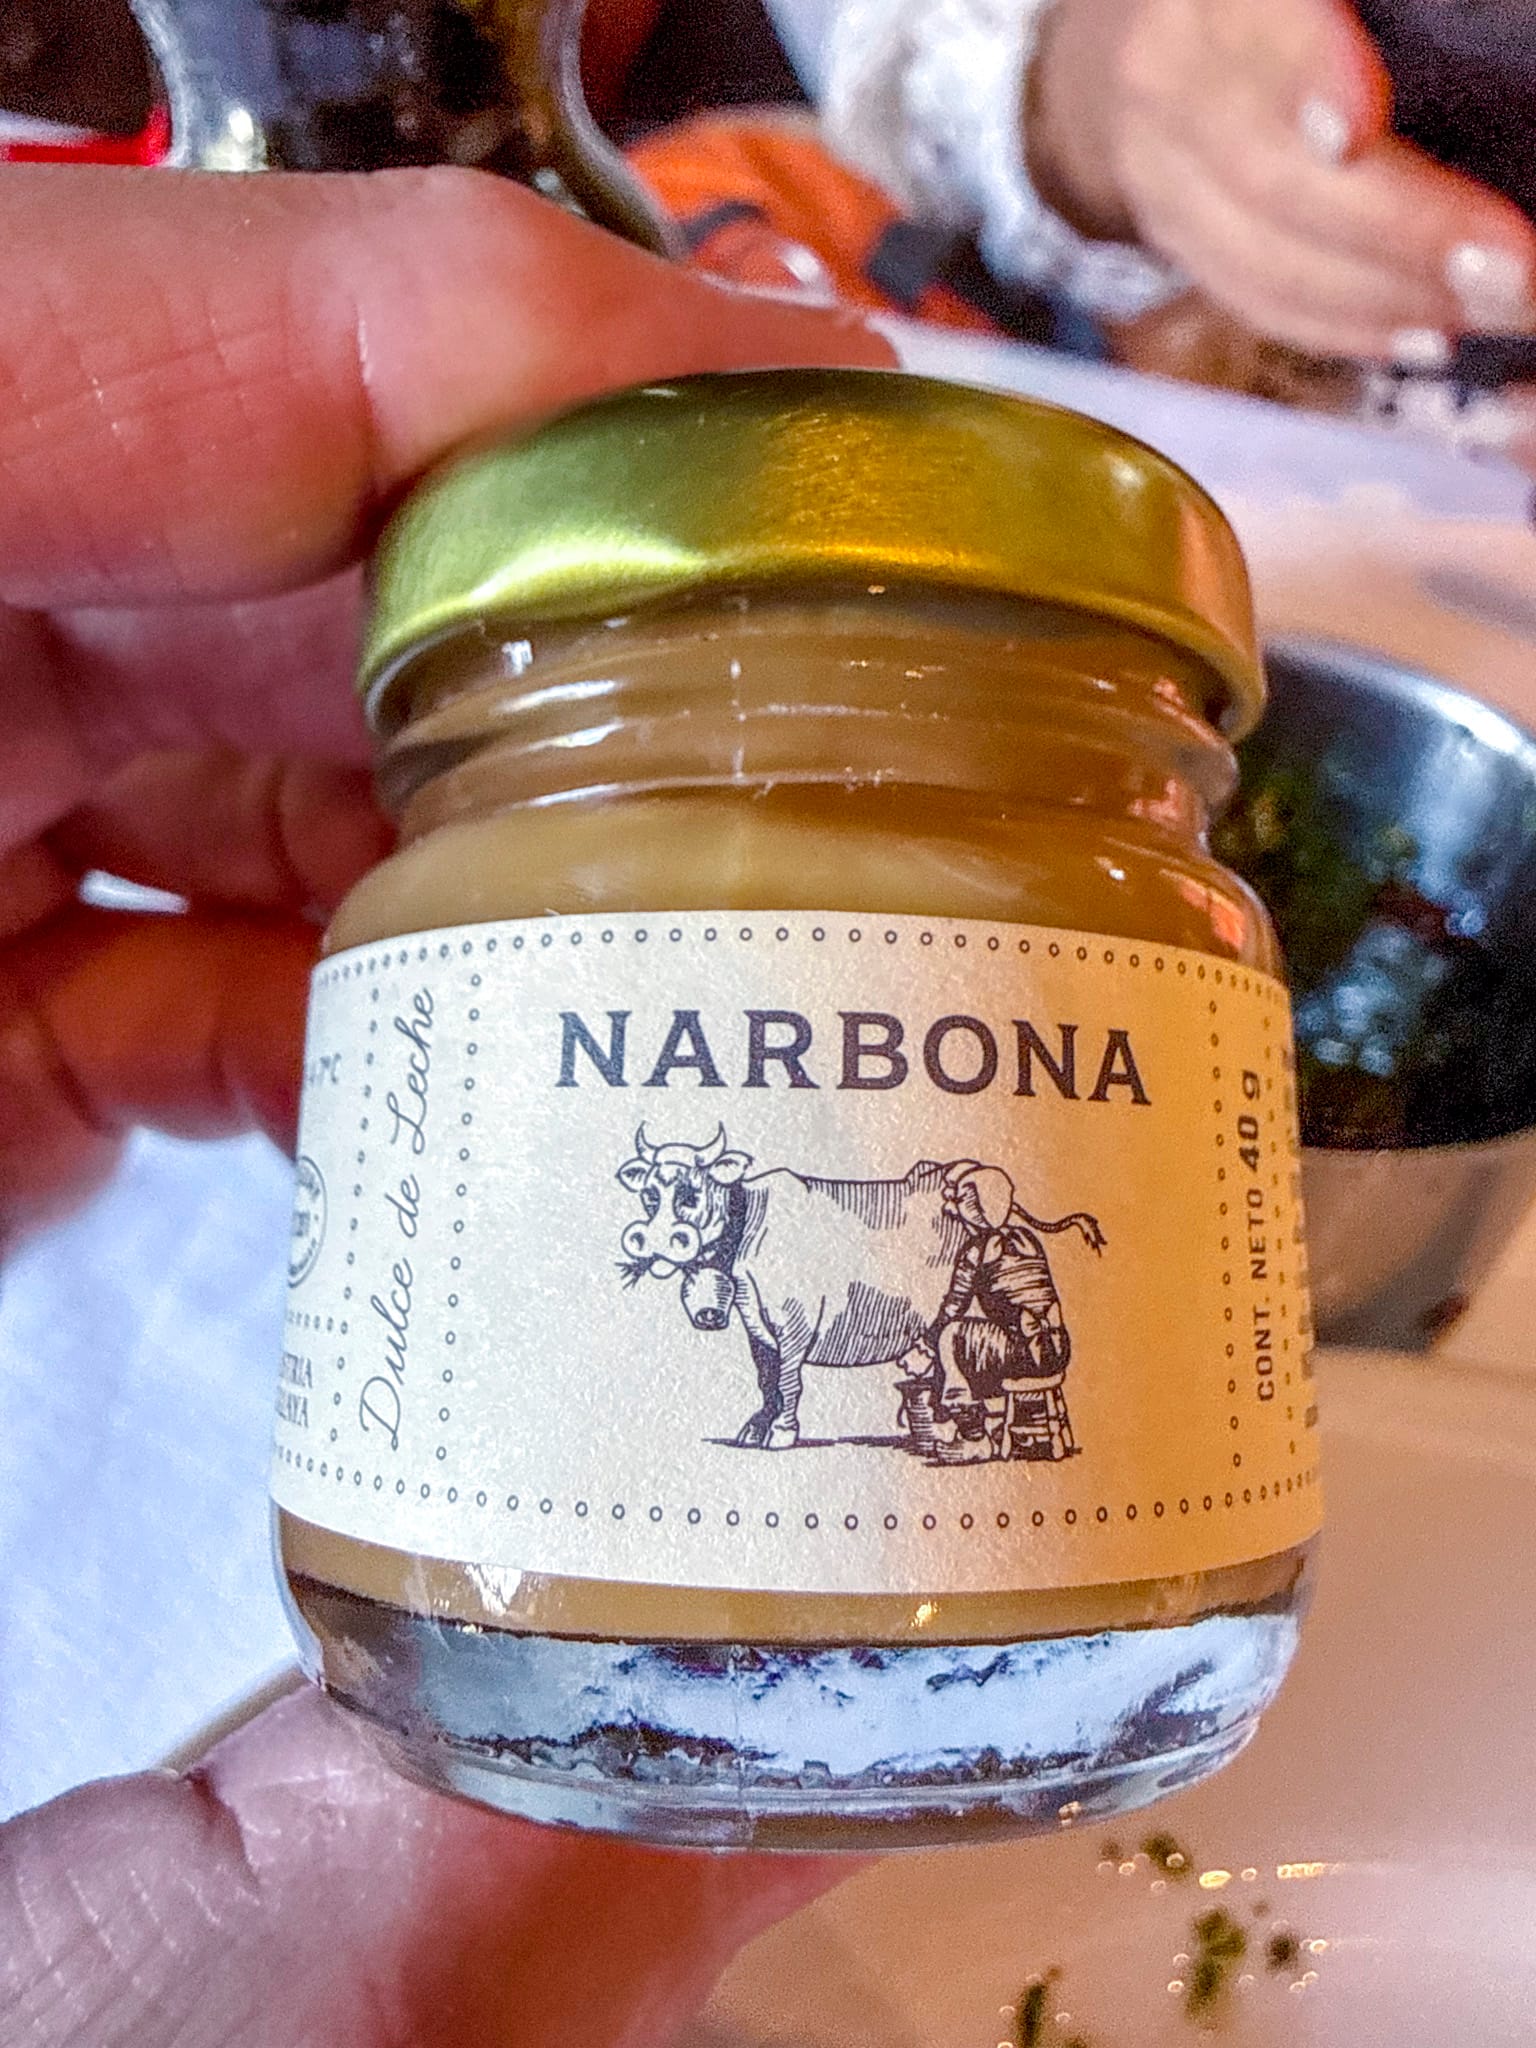 NARBONA
Dulce de Leche
CONT. NETO 40 g